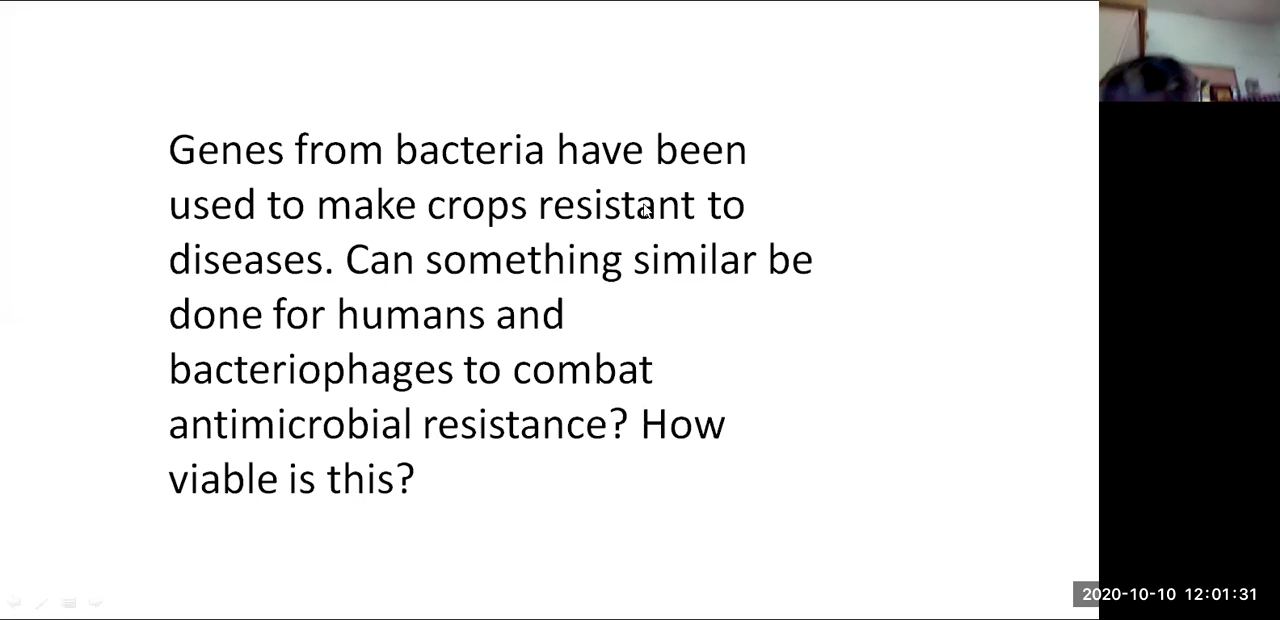 Genes from bacteria have been
used to make crops resistant to
diseases. Can something similar be
done for humans and
bacteriophages to combat
antimicrobial resistance? How
viable is this?
2020-10-10 12:01:31